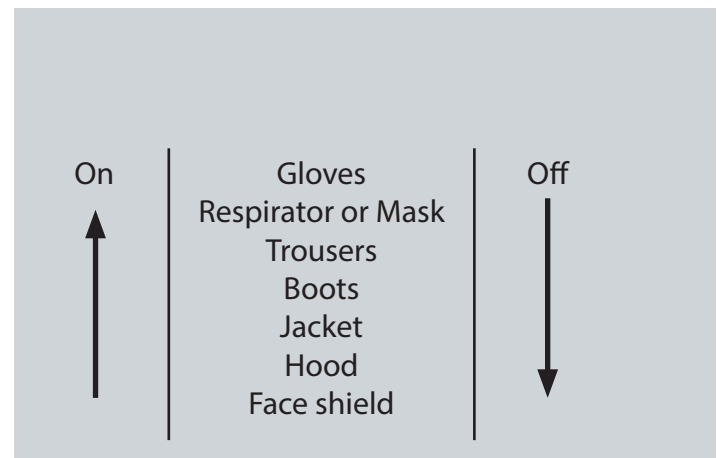 On Gloves Off
Respirator or Mask
Trousers
Boots
Jacket
Hood
Face shield